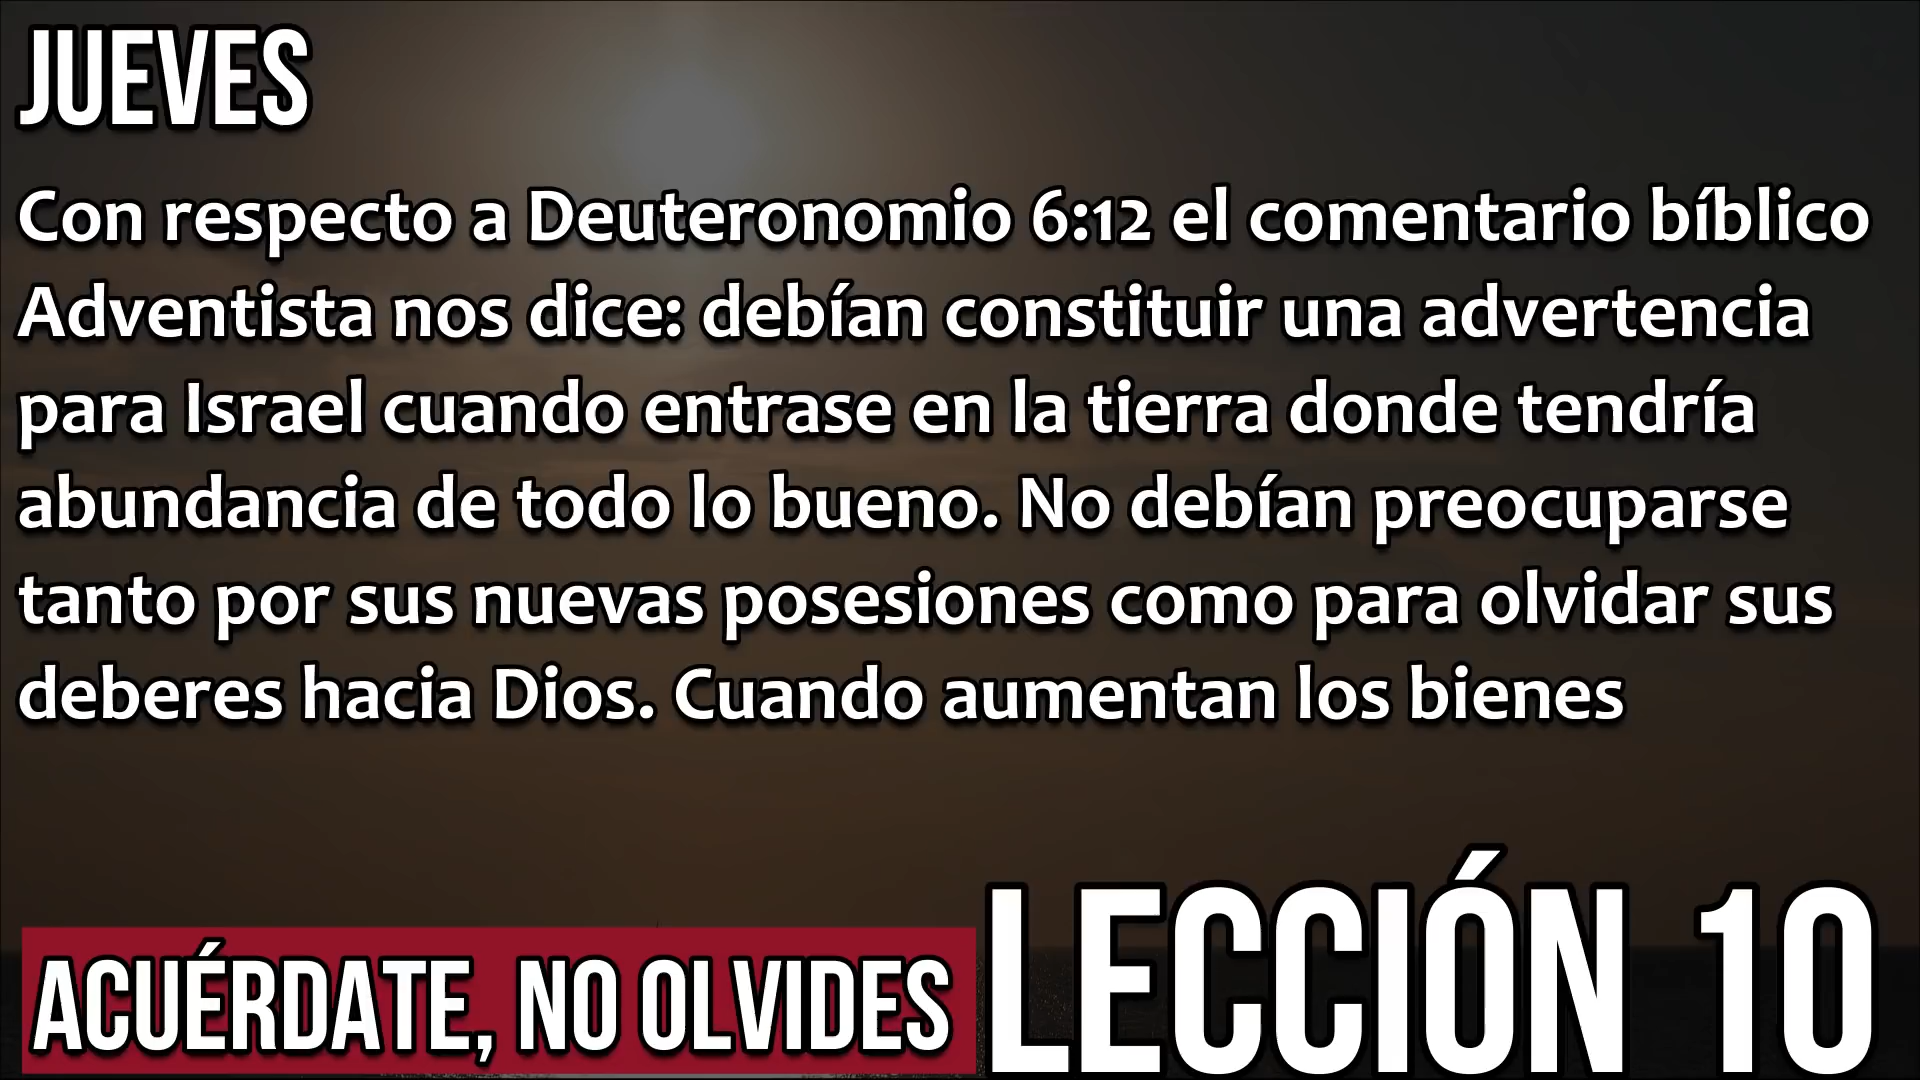 JUEVES
Con respecto a Deuteronomio 6:12 el comentario bíblico
Adventista nos dice: debían constituir una advertencia
para Israel cuando entrase en la tierra donde tendría
abundancia de todo lo bueno. No debían preocuparse
tanto por sus nuevas posesiones como para olvidar sus
deberes hacia Dios. Cuando aumentan los bienes
ACUÉRDATE, NO OLVIDES
LECCIÓN 10